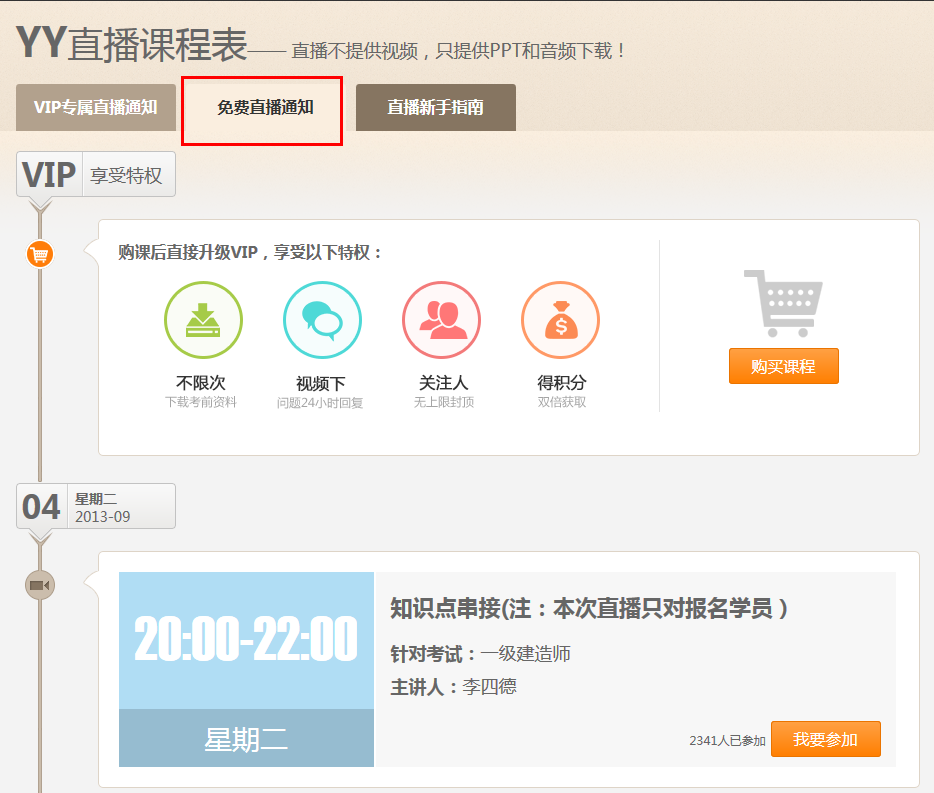 YY直播课程表—— 直播不提供视频，只提供PPT和音频下载！
VIP专属直播通知
免费直播通知
直播新手指南
VIP 享受特权
购课后直接升级VIP，享受以下特权：
不限次
下载考前资料
视频下
问题24小时回复
关注人
无上限封顶
得积分
双倍获取
购买课程
04
星期二
2013-09
20:00-22:00
星期二
知识点串接(注：本次直播只对报名学员）
针对考试：一级建造师
主讲人：李四德
2341人已参加
我要参加